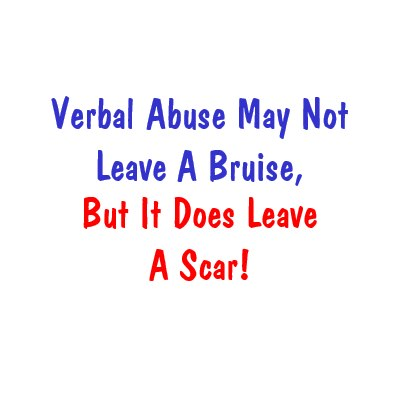 Verbal Abuse May Not
Leave A Bruise,
But It Does Leave
A Scar!